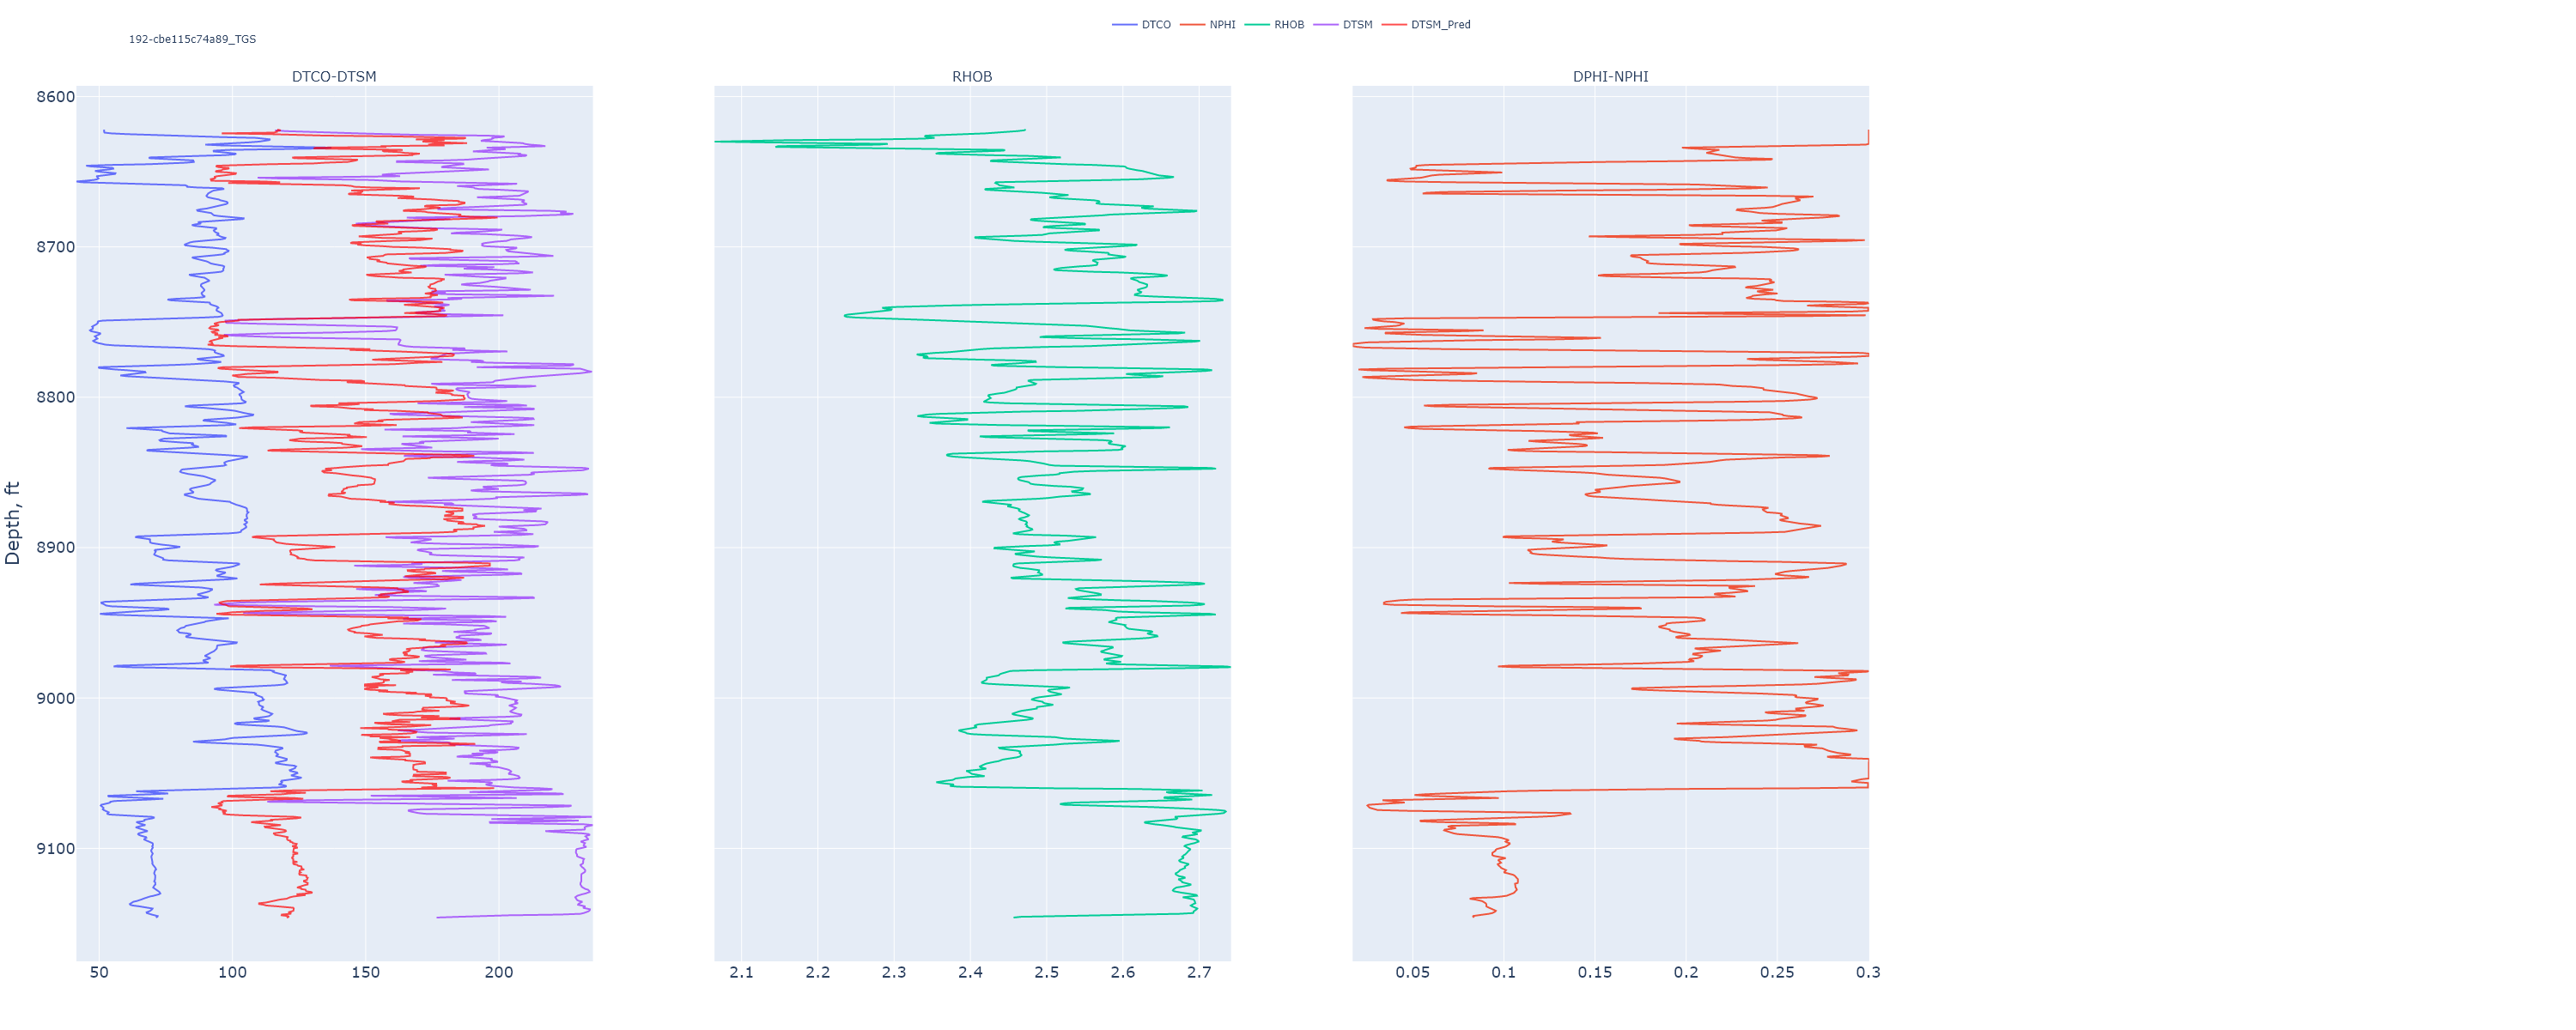 DTCO NPHI RHOB DTSM DTSM_Pred
192-cbe115c74a89_TGS
DTCO-DTSM RHOB DPHI-NPHI
Depth, ft
8600
8700
8800
8900
9000
9100
50 100 150 200 2.1 2.2 2.3 2.4 2.5 2.6 2.7 0.05 0.1 0.15 0.2 0.25 0.3